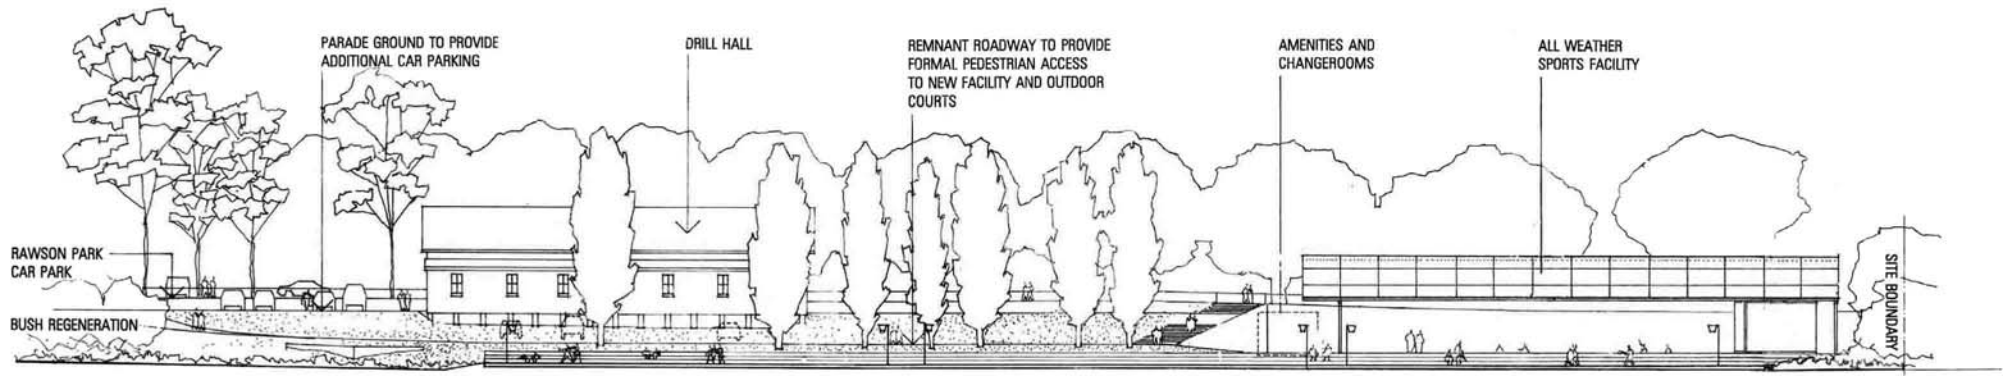 PARADE GROUND TO PROVIDE
ADDITIONAL CAR PARKING
DRILL HALL
REMNANT ROADWAY TO PROVIDE
FORMAL PEDESTRIAN ACCESS
TO NEW FACILITY AND OUTDOOR
COURTS
AMENITIES AND
CHANGEROOMS
ALL WEATHER
SPORTS FACILITY
RAWSON PARK
CAR PARK
BUSH REGENERATION
SITE BOUNDARY